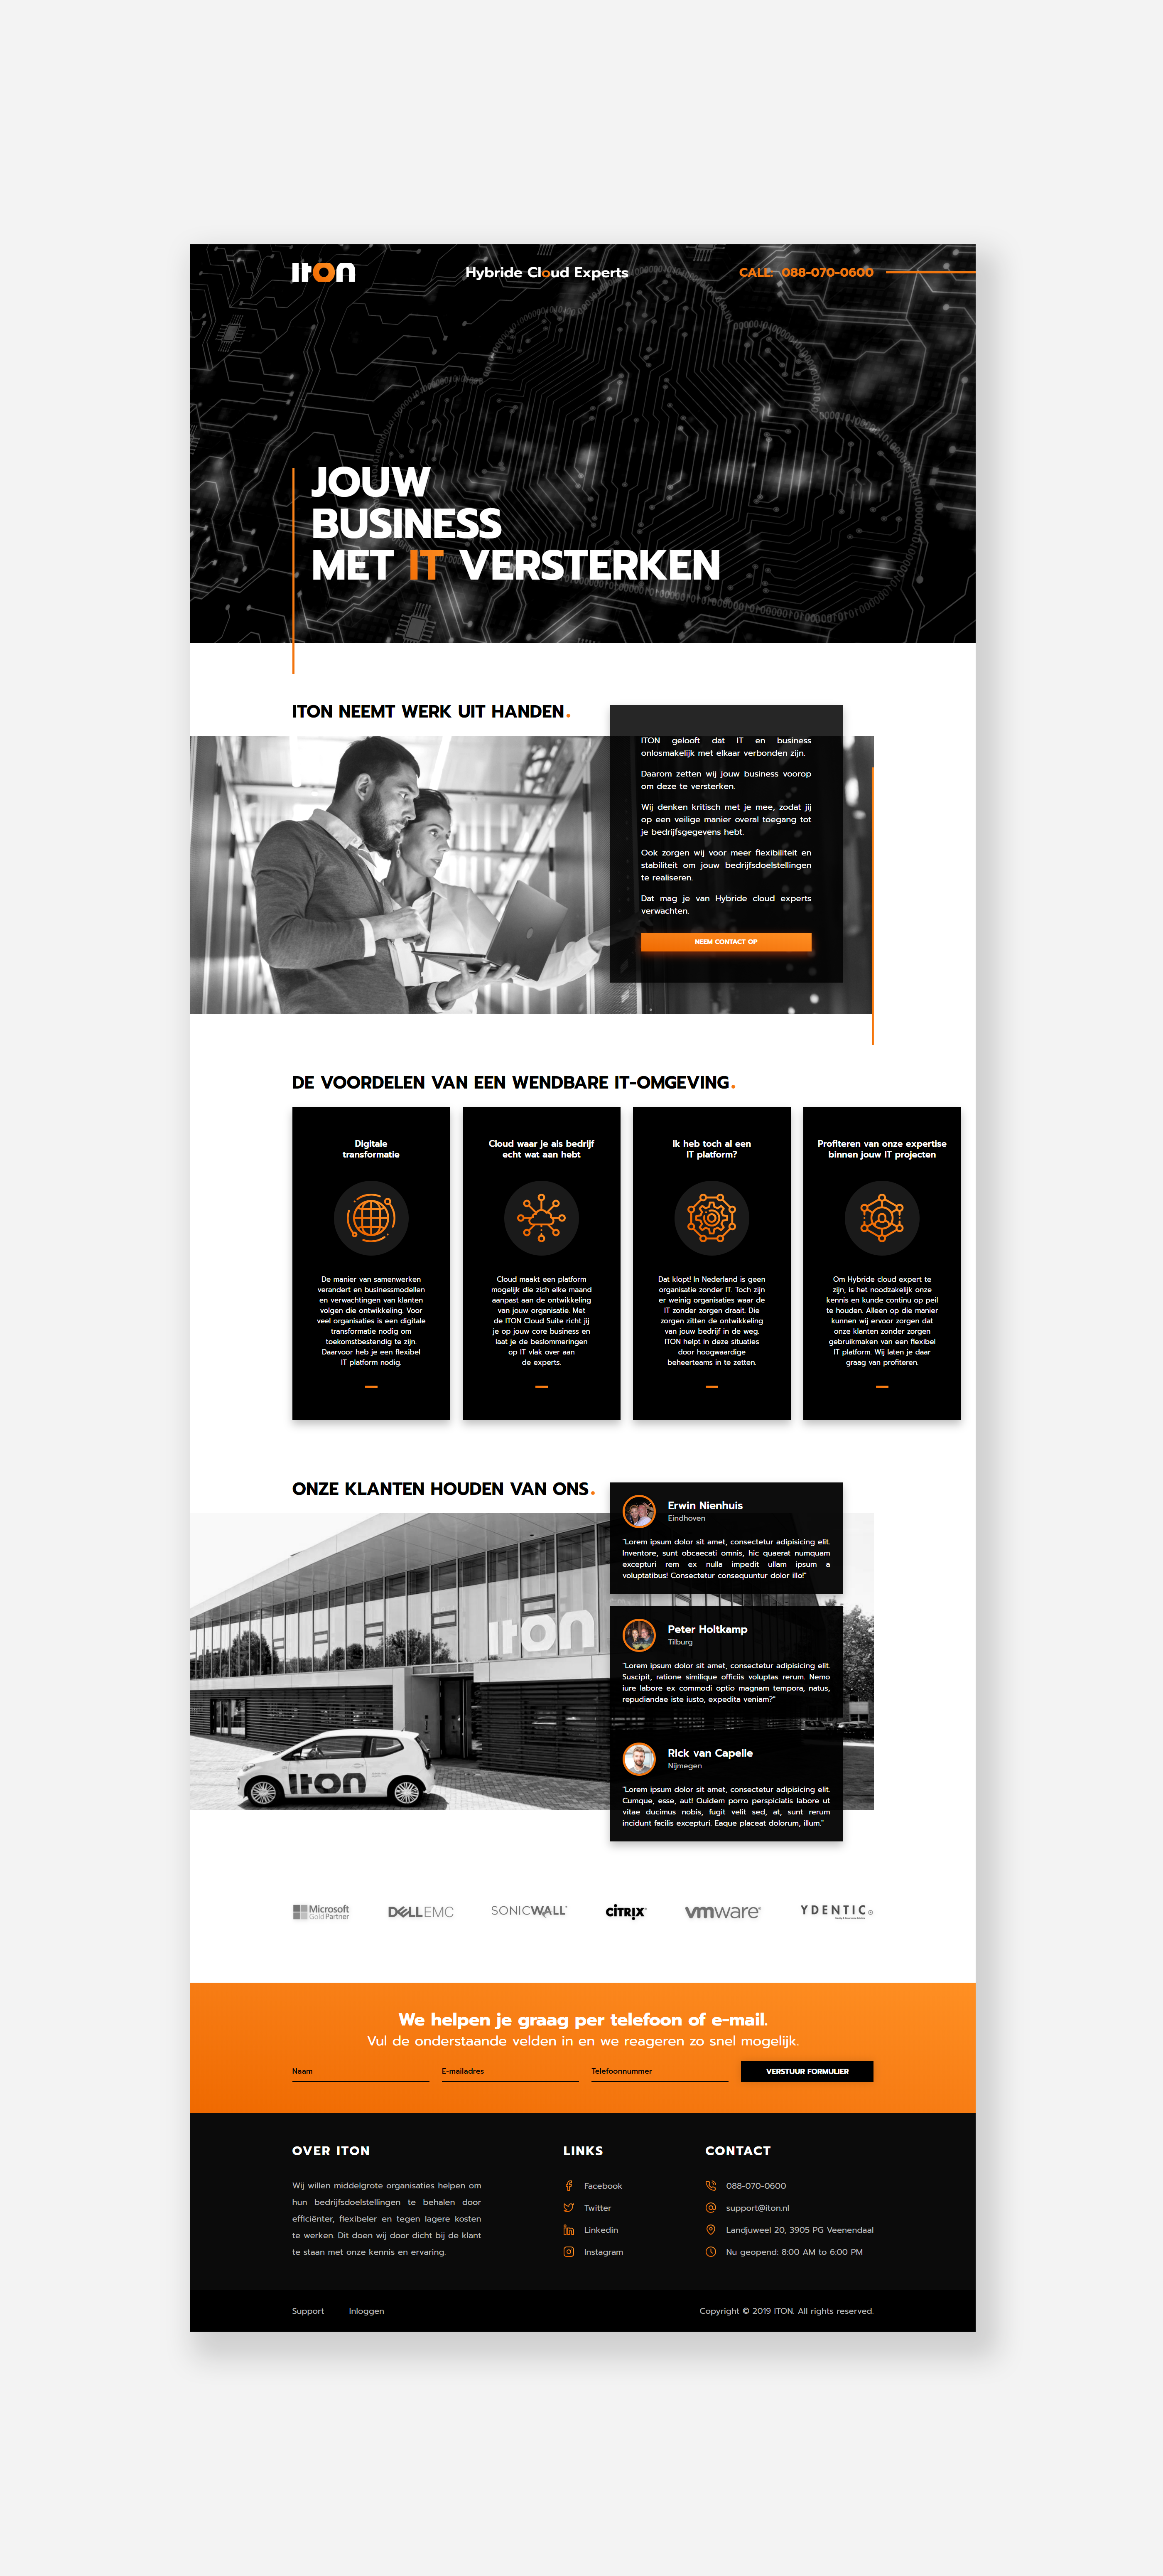 iton
Hybride Cloud Experts
CALL: 088-070-0600
JOUW
BUSINESS
MET IT VERSTERKEN
ITON NEEMT WERK UIT HANDEN.
ITON gelooft dat IT en business
onlosmakelijk met elkaar verbonden zijn.
Daarom zetten wij jouw business voorop
om deze te versterken.
Wij denken kritisch met je mee, zodat jij
op een veilige manier overal toegang tot
je bedrijfsgegevens hebt.
Ook zorgen wij voor meer flexibiliteit en
stabiliteit om jouw bedrijfsdoelstellingen
te realiseren.
Dat mag je van Hybride cloud experts
verwachten.
NEEM CONTACT OP
DE VOORDELEN VAN EEN WENDBARE IT-OMGEVING.
Digitale
transformatie
De manier van samenwerken
verandert en businessmodellen
en verwachtingen van klanten
volgen die ontwikkeling. Voor
veel organisaties is een digitale
transformatie nodig om
toekomstbestendig te zijn.
Daarvoor heb je een flexibel
IT platform nodig.
Cloud waar je als bedrijf
echt wat aan hebt
Cloud maakt een platform
mogelijk die zich elke maand
aanpast aan de ontwikkeling
van jouw organisatie. Met
de ITON Cloud Suite richt jij
je op jouw core business en
laat je de beslommeringen
op IT vlak over aan
de experts.
Ik heb toch al een
IT platform?
Dat klopt! In Nederland is geen
organisatie zonder IT. Toch zijn
er weinig organisaties waar de
IT zonder zorgen draait. Die
zorgen zitten de ontwikkeling
van jouw bedrijf in de weg.
ITON helpt in deze situaties
door hoogwaardige
beheerteams in te zetten.
Profiteren van onze expertise
binnen jouw IT projecten
Om Hybride cloud expert te
zijn, is het noodzakelijk onze
kennis en kunde continu op peil
te houden. Alleen op die manier
kunnen wij ervoor zorgen dat
onze klanten zonder zorgen
gebruikmaken van een flexibel
IT platform. Wij laten je daar
graag van profiteren.
ONZE KLANTEN HOUDEN VAN ONS.
iton
iton
Erwin Nienhuis
Eindhoven
"Lorem ipsum dolor sit amet, consectetur adipisicing elit.
Inventore, sunt obcaecati omnis, hic quaerat numquam
excepturi rem ex nulla impedit ullam ipsum a
voluptatibus! Consectetur consequuntur dolor illo!"
Peter Holtkamp
Tilburg
"Lorem ipsum dolor sit amet, consectetur adipisicing elit.
Suscipit, ratione similique officiis voluptas rerum. Nemo
iure labore ex commodi optio magnam tempora, natus,
repudiandae iste iusto, expedita veniam?"
Rick van Capelle
Nijmegen
"Lorem ipsum dolor sit amet, consectetur adipisicing elit.
Cumque, esse, aut! Quidem porro perspiciatis labore ut
vitae ducimus nobis, fugit velit sed, at, sunt rerum
incidunt facilis excepturi. Eaque placeat dolorum, illum."
Microsoft
Gold Partner
DELL EMC
SONICWALL
CITRIX
vmware
YDENTIC
We helpen je graag per telefoon of e-mail.
Vul de onderstaande velden in en we reageren zo snel mogelijk.
Naam
E-mailadres
Telefoonnummer
VERSTUUR FORMULIER
OVER ITON
Wij willen middelgrote organisaties helpen om
hun bedrijfsdoelstellingen te behalen door
efficiënter, flexibeler en tegen lagere kosten
te werken. Dit doen wij door dicht bij de klant
te staan met onze kennis en ervaring.
LINKS
Facebook
Twitter
Linkedin
Instagram
CONTACT
088-070-0600
support@iton.nl
Landjuweel 20, 3905 PG Veenendaal
Nu geopend: 8:00 AM to 6:00 PM
Support
Inloggen
Copyright © 2019 ITON. All rights reserved.